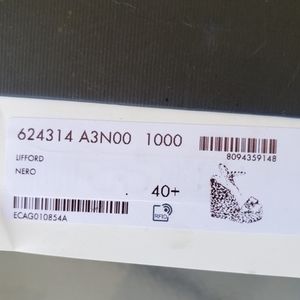 624314 A3N00 1000
8094359148
LIFFORD
NERO
40+
RFID
ECAG010854A